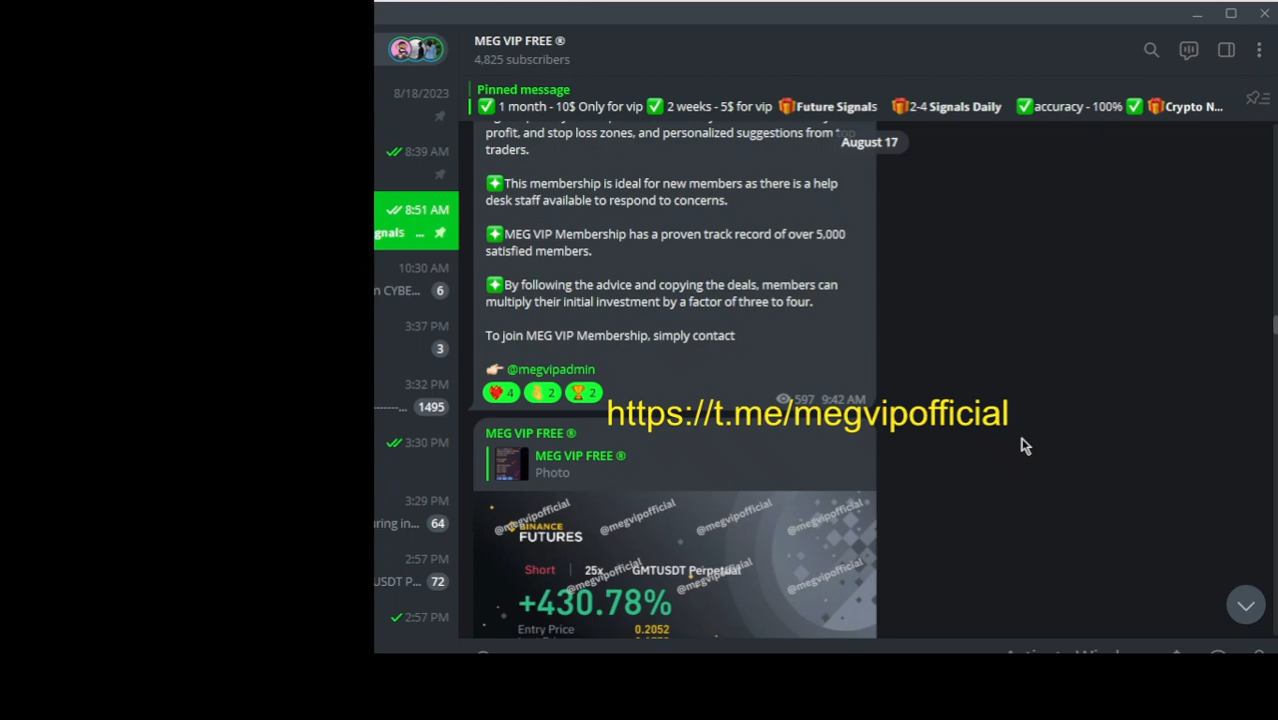 MEG VIP FREE ®
4,825 subscribers
8/18/2023
Pinned message
✅ 1 month - 10$ Only for vip ✅ 2 weeks - 5$ for vip 🎁Future Signals 🎁2-4 Signals Daily ✅accuracy - 100% ✅ 🎁Crypto N...
profit, and stop loss zones, and personalized suggestions from top
traders.
August 17
8:39 AM
This membership is ideal for new members as there is a help
desk staff available to respond to concerns.
8:51 AM
gnals ...
MEG VIP Membership has a proven track record of over 5,000
satisfied members.
10:30 AM
n CYBE... 6
By following the advice and copying the deals, members can
multiply their initial investment by a factor of three to four.
3:37 PM
3
To join MEG VIP Membership, simply contact
👉🏻 @megvipadmin
4 2 2
597 9:42 AM
3:32 PM
-------... 1495
https://t.me/megvipofficial
MEG VIP FREE ®
MEG VIP FREE ®
Photo
3:30 PM
3:29 PM
ring in... 64
2:57 PM
USDT P... 72
2:57 PM
@megvipofficial @megvipofficial @megvipofficial @megvipofficial
BINANCE
FUTURES
Short | 25x GMTUSDT Perpetual
@megvipofficial @megvipofficial @megvipofficial
+430.78%
Entry Price 0.2052